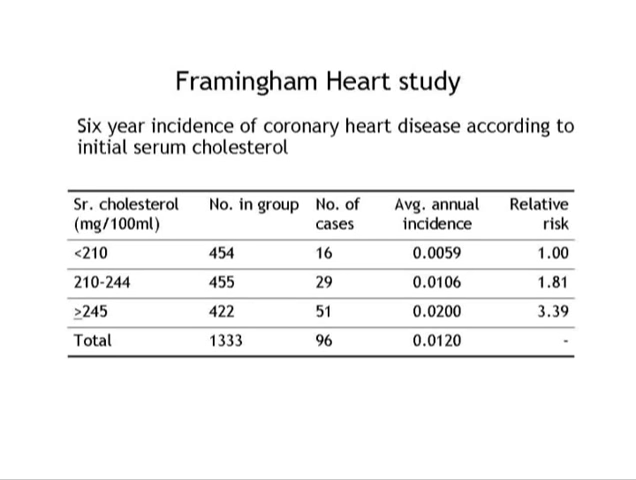 Framingham Heart study
Six year incidence of coronary heart disease according to
initial serum cholesterol
Sr. cholesterol (mg/100ml) No. in group No. of cases Avg. annual incidence Relative risk
<210 454 16 0.0059 1.00
210-244 455 29 0.0106 1.81
≥245 422 51 0.0200 3.39
Total 1333 96 0.0120 -